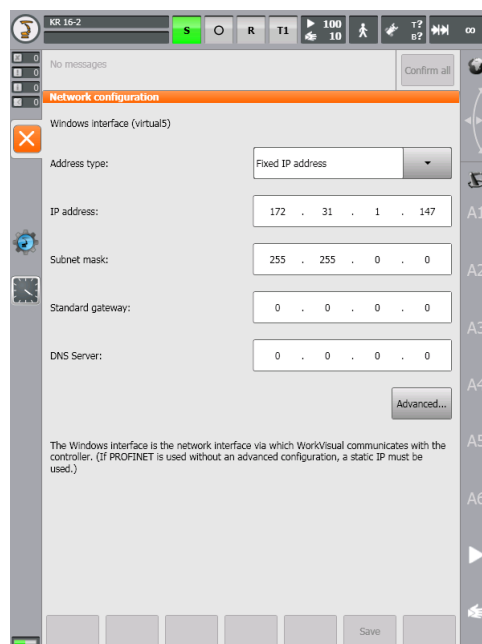 KR 16-2
S O R T1 100 10 T? B? ∞
0
0
0
0
No messages
Confirm all
Network configuration
Windows interface (virtual5)
Address type: Fixed IP address
IP address: 172 . 31 . 1 . 147
Subnet mask: 255 . 255 . 0 . 0
Standard gateway: 0 . 0 . 0 . 0
DNS Server: 0 . 0 . 0 . 0
Advanced...
The Windows interface is the network interface via which WorkVisual communicates with the
controller. (If PROFINET is used without an advanced configuration, a static IP must be
used.)
A1
A2
A3
A4
A5
A6
Save